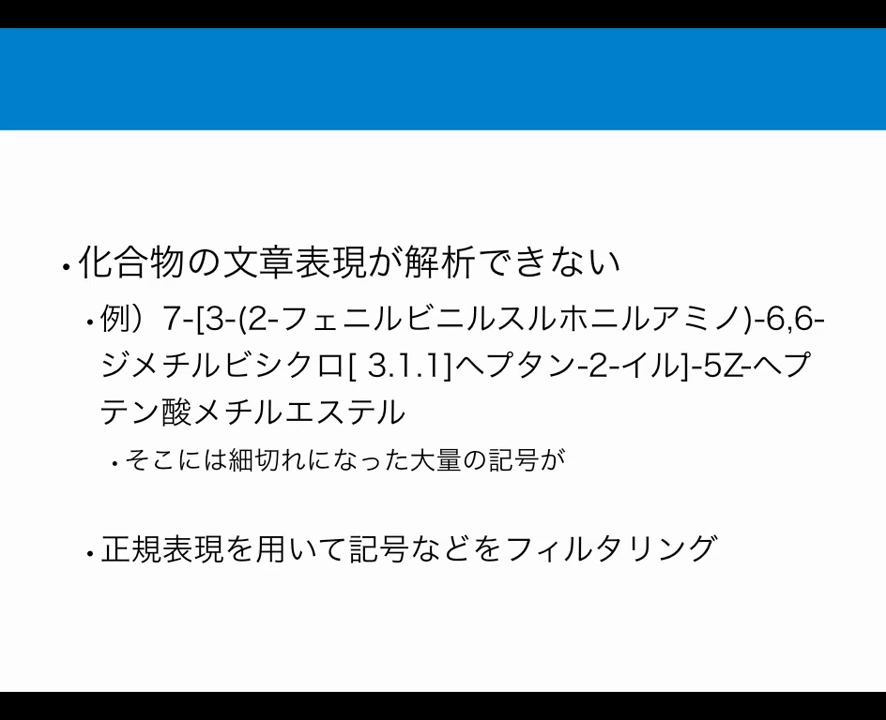 ・化合物の文章表現が解析できない
・例）7-[3-(2-フェニルビニルスルホニルアミノ)-6,6-
ジメチルビシクロ[ 3.1.1]ヘプタン-2-イル]-5Z-ヘプ
テン酸メチルエステル
・そこには細切れになった大量の記号が
・正規表現を用いて記号などをフィルタリング